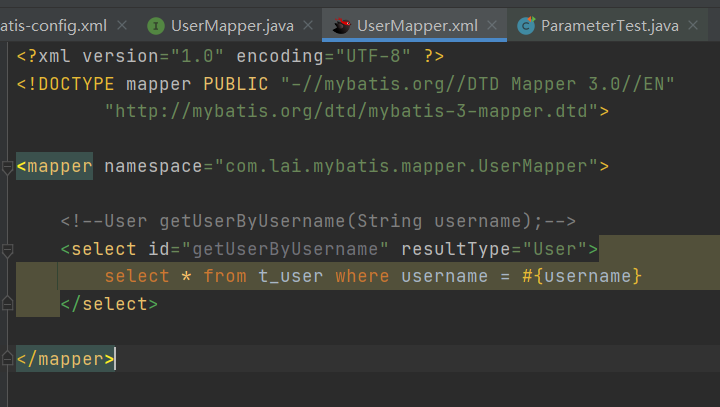 atis-config.xml UserMapper.java UserMapper.xml ParameterTest.java
<?xml version="1.0" encoding="UTF-8" ?>
<!DOCTYPE mapper PUBLIC "-//mybatis.org//DTD Mapper 3.0//EN"
"http://mybatis.org/dtd/mybatis-3-mapper.dtd">
<mapper namespace="com.lai.mybatis.mapper.UserMapper">
<!--User getUserByUsername(String username);-->
<select id="getUserByUsername" resultType="User">
select * from t_user where username = #{username}
</select>
</mapper>